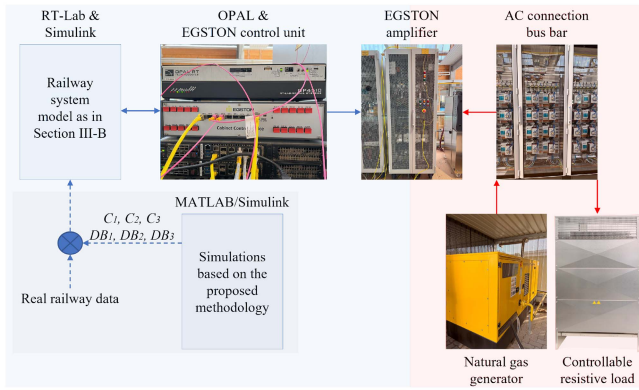 RT-Lab &
Simulink
OPAL &
EGSTON control unit
EGSTON
amplifier
AC connection
bus bar
Railway
system
model as in
Section III-B
OPAL-RT
EGSTON
MATLAB/Simulink
C1, C2, C3
DB1, DB2, DB3
Simulations
based on the
proposed
methodology
Real railway data
Natural gas
generator
Controllable
resistive load